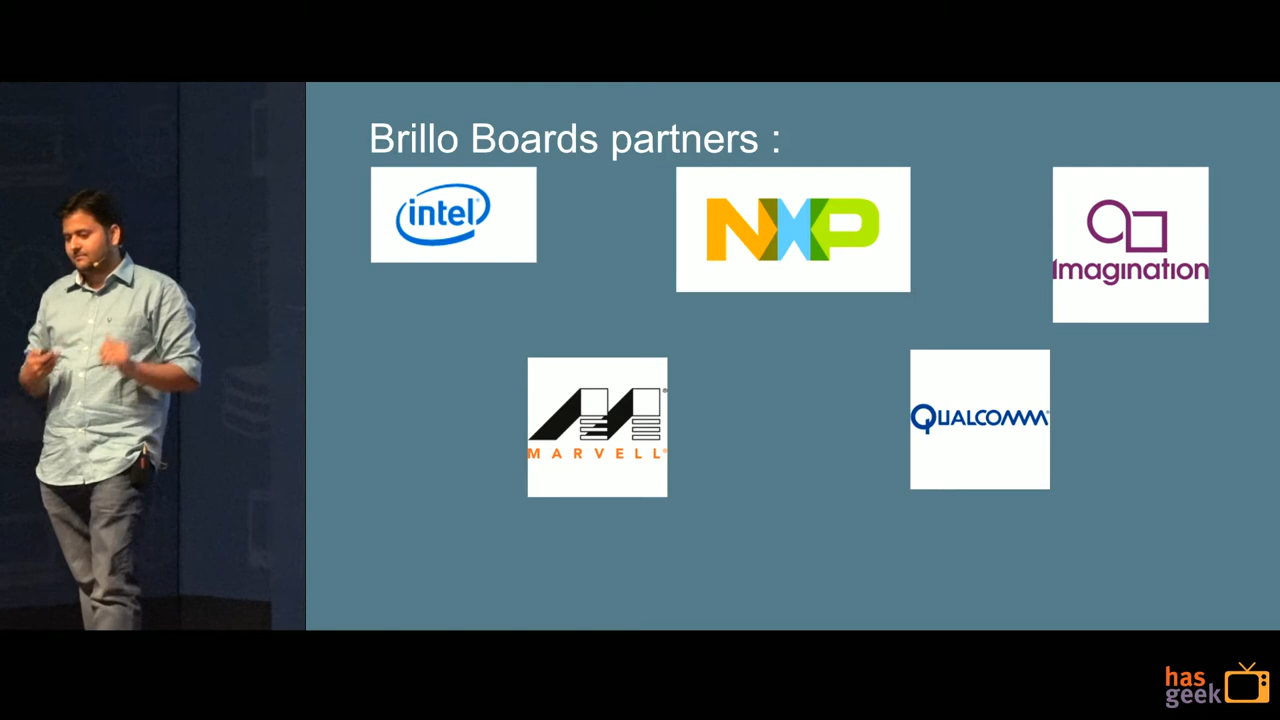 Brillo Boards partners :
intel
NXP
Imagination
MARVELL
QUALCOMM
has
geek